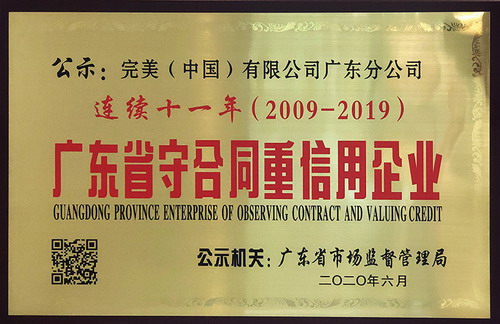 公示：完美（中国）有限公司广东分公司
连续十一年（2009-2019）
广东省守合同重信用企业
GUANGDONG PROVINCE ENTERPRISE OF OBSERVING CONTRACT AND VALUING CREDIT
公示机关：广东省市场监督管理局
二〇二〇年六月